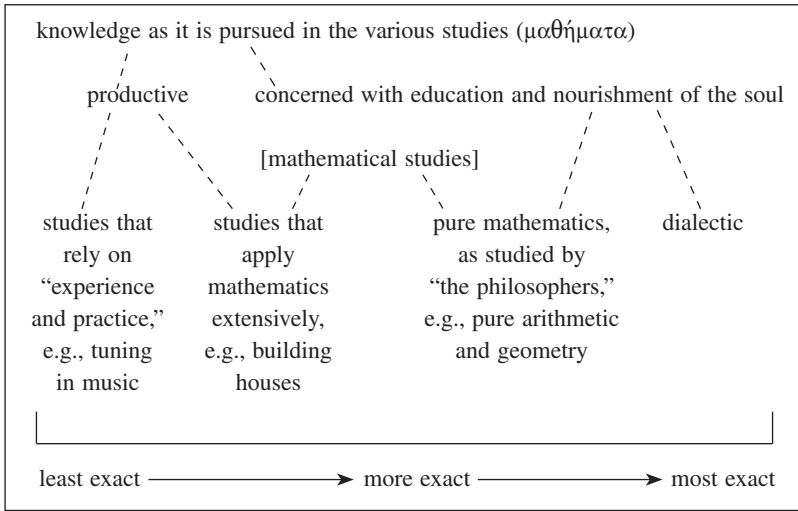 knowledge as it is pursued in the various studies (μαθήματα)
productive
concerned with education and nourishment of the soul
[mathematical studies]
studies that
rely on
“experience
and practice,”
e.g., tuning
in music
studies that
apply
mathematics
extensively,
e.g., building
houses
pure mathematics,
as studied by
“the philosophers,”
e.g., pure arithmetic
and geometry
dialectic
least exact
more exact
most exact